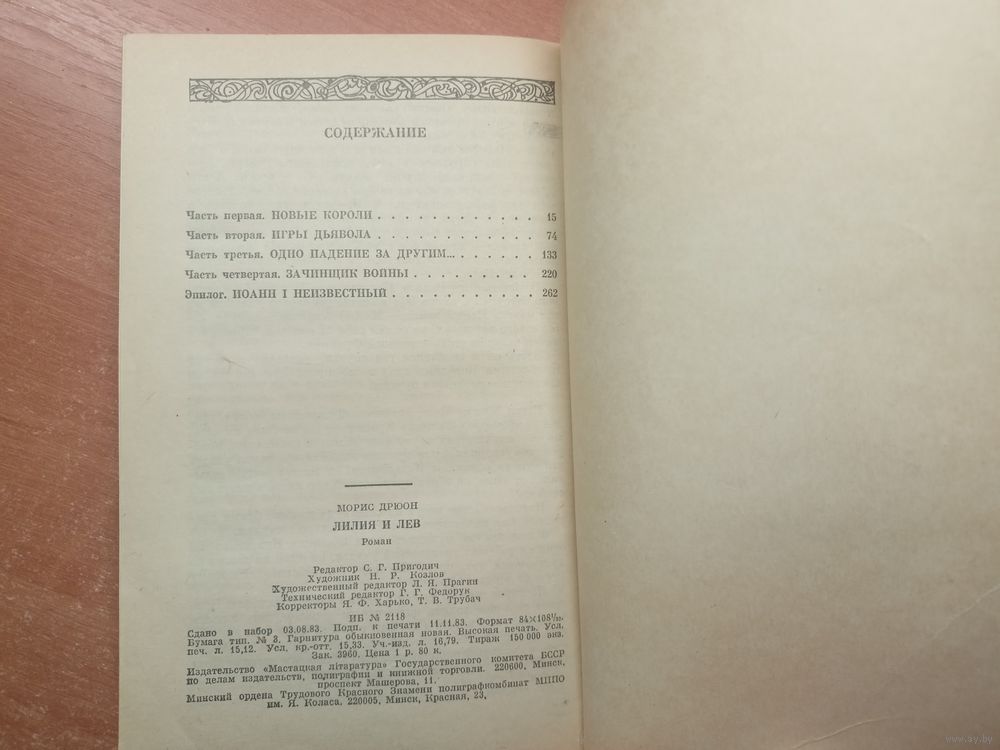 СОДЕРЖАНИЕ
Часть первая. НОВЫЕ КОРОЛИ . . . . . . . . . . . . 15
Часть вторая. ИГРЫ ДЬЯВОЛА . . . . . . . . . . . . 74
Часть третья. ОДНО ПАДЕНИЕ ЗА ДРУГИМ... . . . . . . 133
Часть четвертая. ЗАЧИНЩИК ВОЙНЫ . . . . . . . . . 220
Эпилог. ИОАНН I НЕИЗВЕСТНЫЙ . . . . . . . . . . . 262
МОРИС ДРЮОН
ЛИЛИЯ И ЛЕВ
Роман
Редактор С. Г. Пригодич
Художник Н. Р. Козлов
Художественный редактор Л. Я. Прагин
Технический редактор Г. Г. Федорук
Корректоры Я. Ф. Харько, Т. В. Трубач
ИБ № 2118
Сдано в набор 03.08.83. Подп. к печати 11.11.83. Формат 84×108¹/₃₂.
Бумага тип. № 3. Гарнитура обыкновенная новая. Высокая печать. Усл.
печ. л. 15,12. Усл. кр.-отт. 15,33. Уч.-изд. л. 16,79. Тираж 150 000 экз.
Зак. 3960. Цена 1 р. 80 к.
Издательство «Мастацкая літаратура» Государственного комитета БССР
по делам издательств, полиграфии и книжной торговли. 220600, Минск,
проспект Машерова, 11.
Минский ордена Трудового Красного Знамени полиграфкомбинат МППО
им. Я. Коласа. 220005, Минск, Красная, 23.
www.ay.by